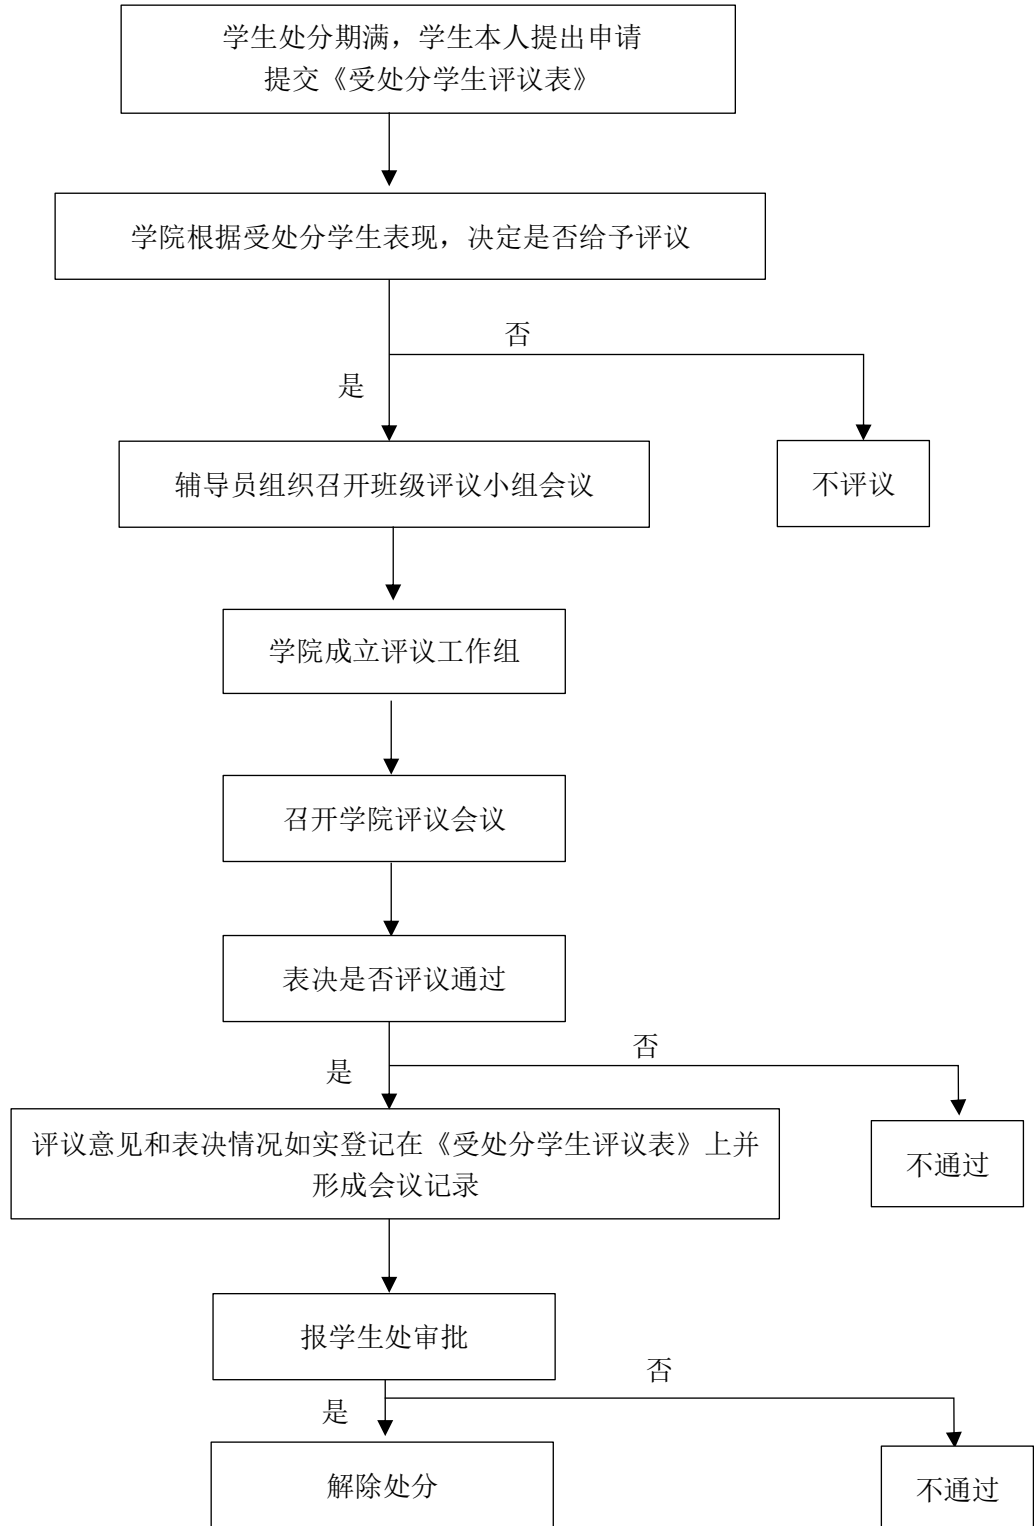 学生处分期满，学生本人提出申请
提交《受处分学生评议表》
学院根据受处分学生表现，决定是否给予评议
否
是
辅导员组织召开班级评议小组会议
不评议
学院成立评议工作组
召开学院评议会议
表决是否评议通过
否
是
评议意见和表决情况如实登记在《受处分学生评议表》上并
形成会议记录
不通过
报学生处审批
否
是
解除处分
不通过